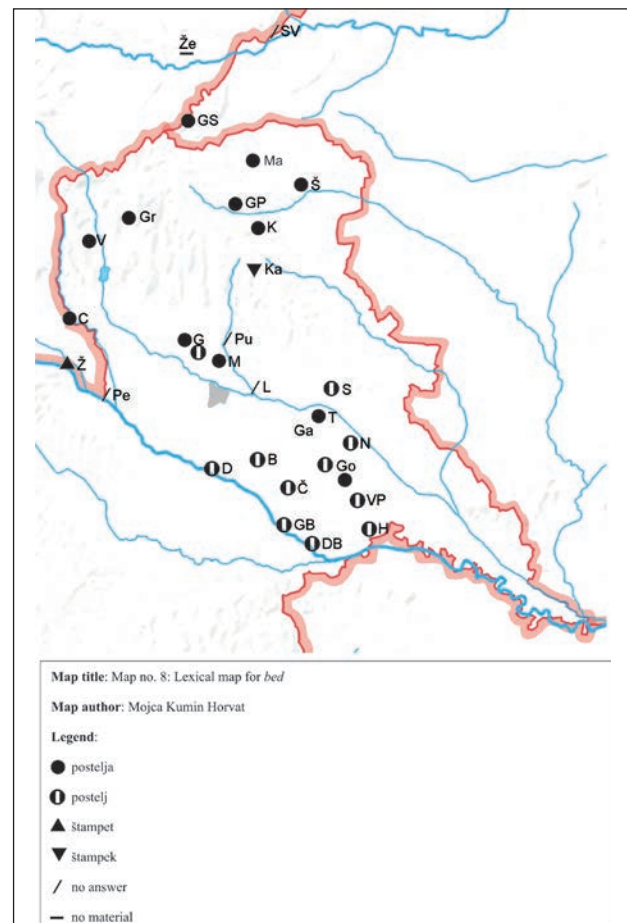 Že
SV
GS
Ma
Š
GP
Gr
K
V
Ka
C
G
Pu
Ž
M
Pe
L
S
T
Ga
N
B
Go
D
Č
VP
GB
H
DB
Map title: Map no. 8: Lexical map for bed
Map author: Mojca Kumin Horvat
Legend:
postelja
postelj
štampet
štampek
no answer
no material